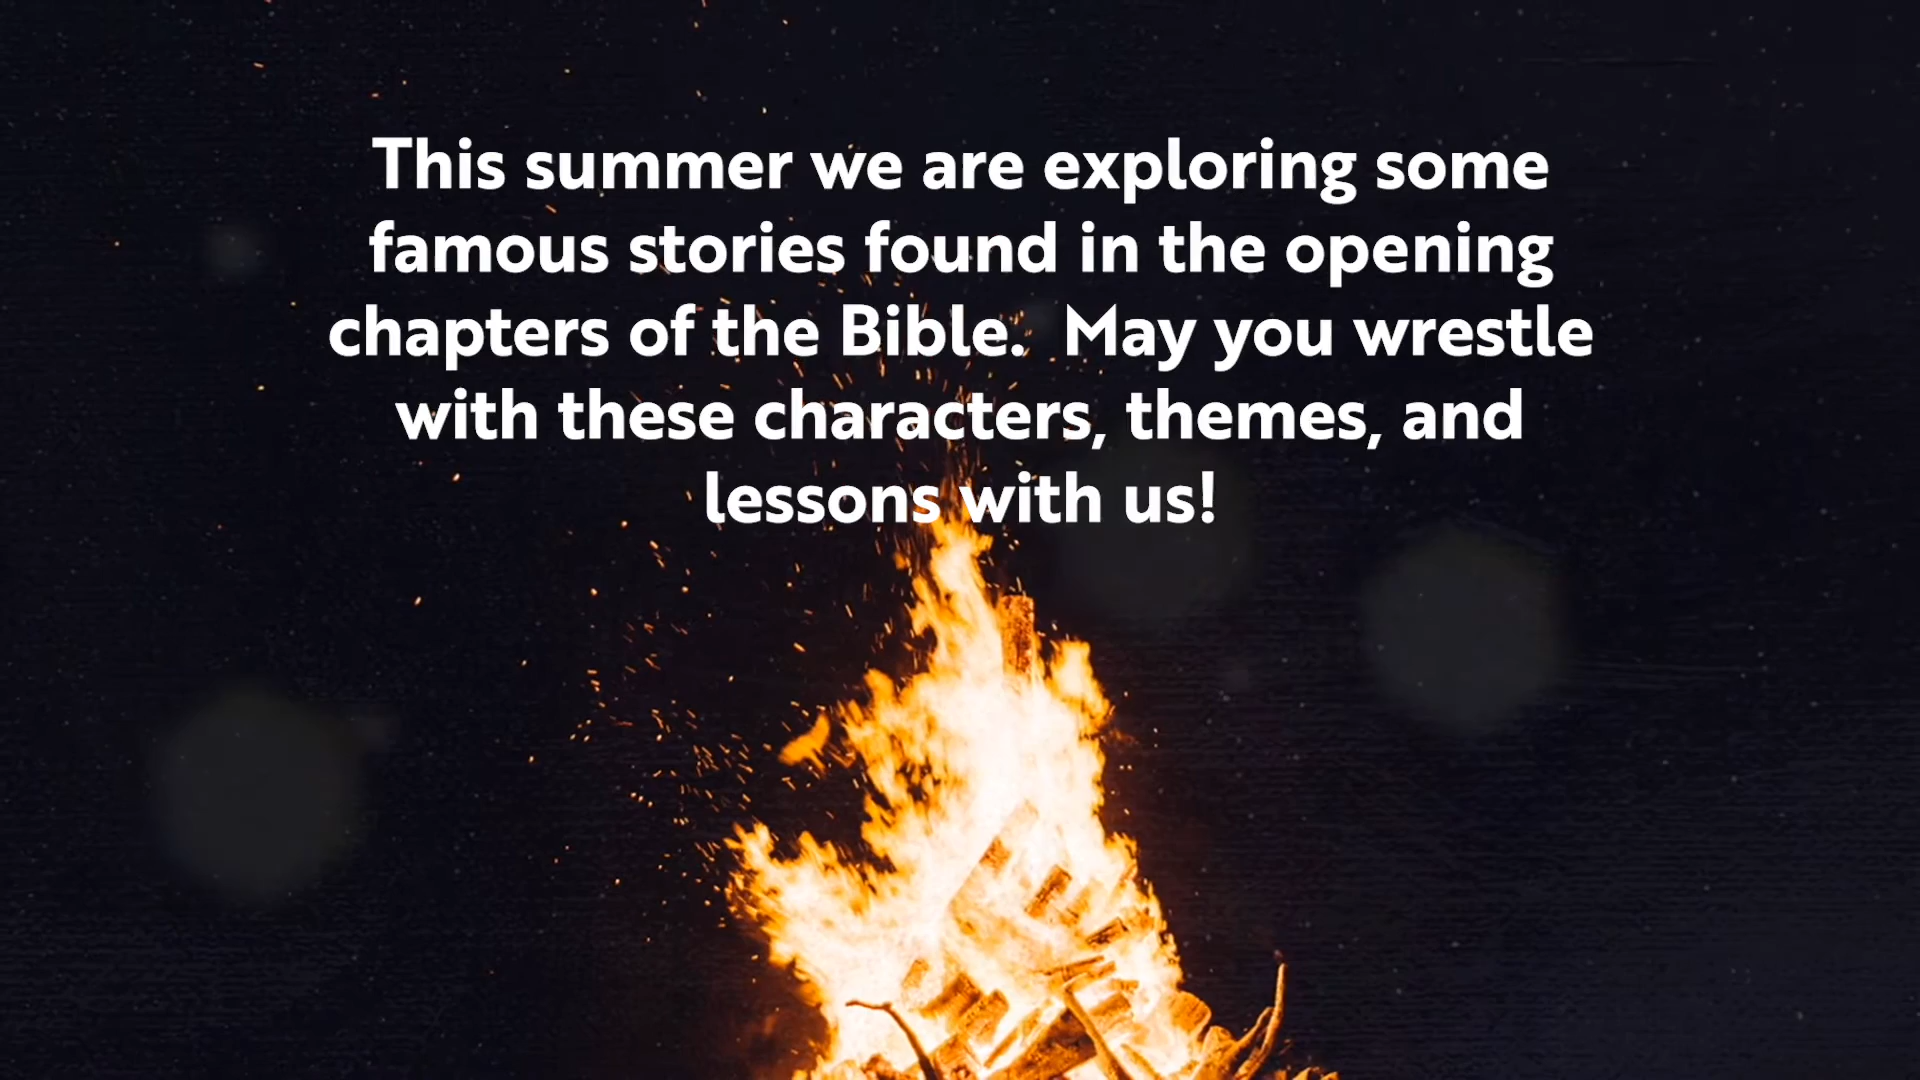 This summer we are exploring some
famous stories found in the opening
chapters of the Bible.  May you wrestle
with these characters, themes, and
lessons with us!